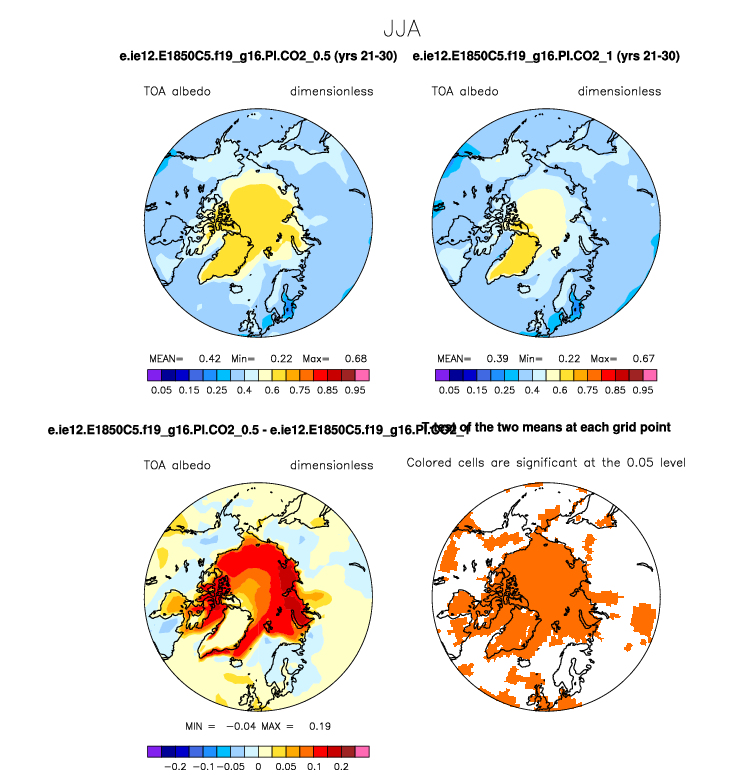 JJA
e.ie12.E1850C5.f19_g16.PI.CO2_0.5 (yrs 21-30) e.ie12.E1850C5.f19_g16.PI.CO2_1 (yrs 21-30)
TOA albedo dimensionless TOA albedo dimensionless
MEAN= 0.42 Min= 0.22 Max= 0.68 MEAN= 0.39 Min= 0.22 Max= 0.67
0.05 0.15 0.25 0.4 0.6 0.75 0.85 0.95 0.05 0.15 0.25 0.4 0.6 0.75 0.85 0.95
e.ie12.E1850C5.f19_g16.PI.CO2_0.5 - e.ie12.E1850C5.f19_g16.PI.CO2_1 T-test of the two means at each grid point
TOA albedo dimensionless Colored cells are significant at the 0.05 level
MIN = -0.04 MAX = 0.19
-0.2 -0.1 -0.05 0 0.05 0.1 0.2